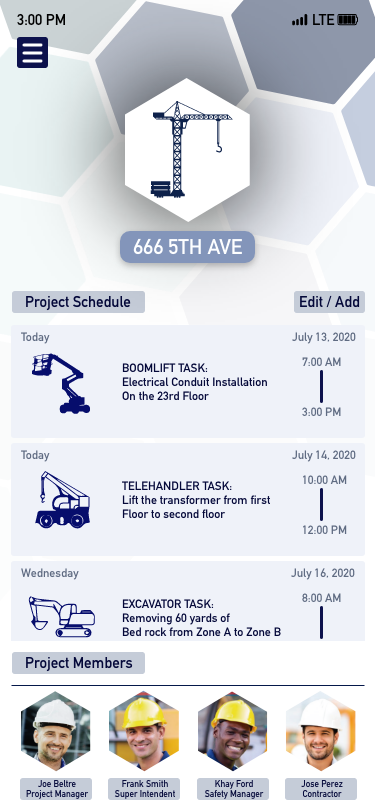 3:00 PM LTE
666 5TH AVE
Project Schedule Edit / Add
Today July 13, 2020
BOOMLIFT TASK:
Electrical Conduit Installation
On the 23rd Floor
7:00 AM
3:00 PM
Today July 14, 2020
TELEHANDLER TASK:
Lift the transformer from first
Floor to second floor
10:00 AM
12:00 PM
Wednesday July 16, 2020
EXCAVATOR TASK:
Removing 60 yards of
Bed rock from Zone A to Zone B
8:00 AM
Project Members
Joe Beltre
Project Manager
Frank Smith
Super Intendent
Khay Ford
Safety Manager
Jose Perez
Contractor